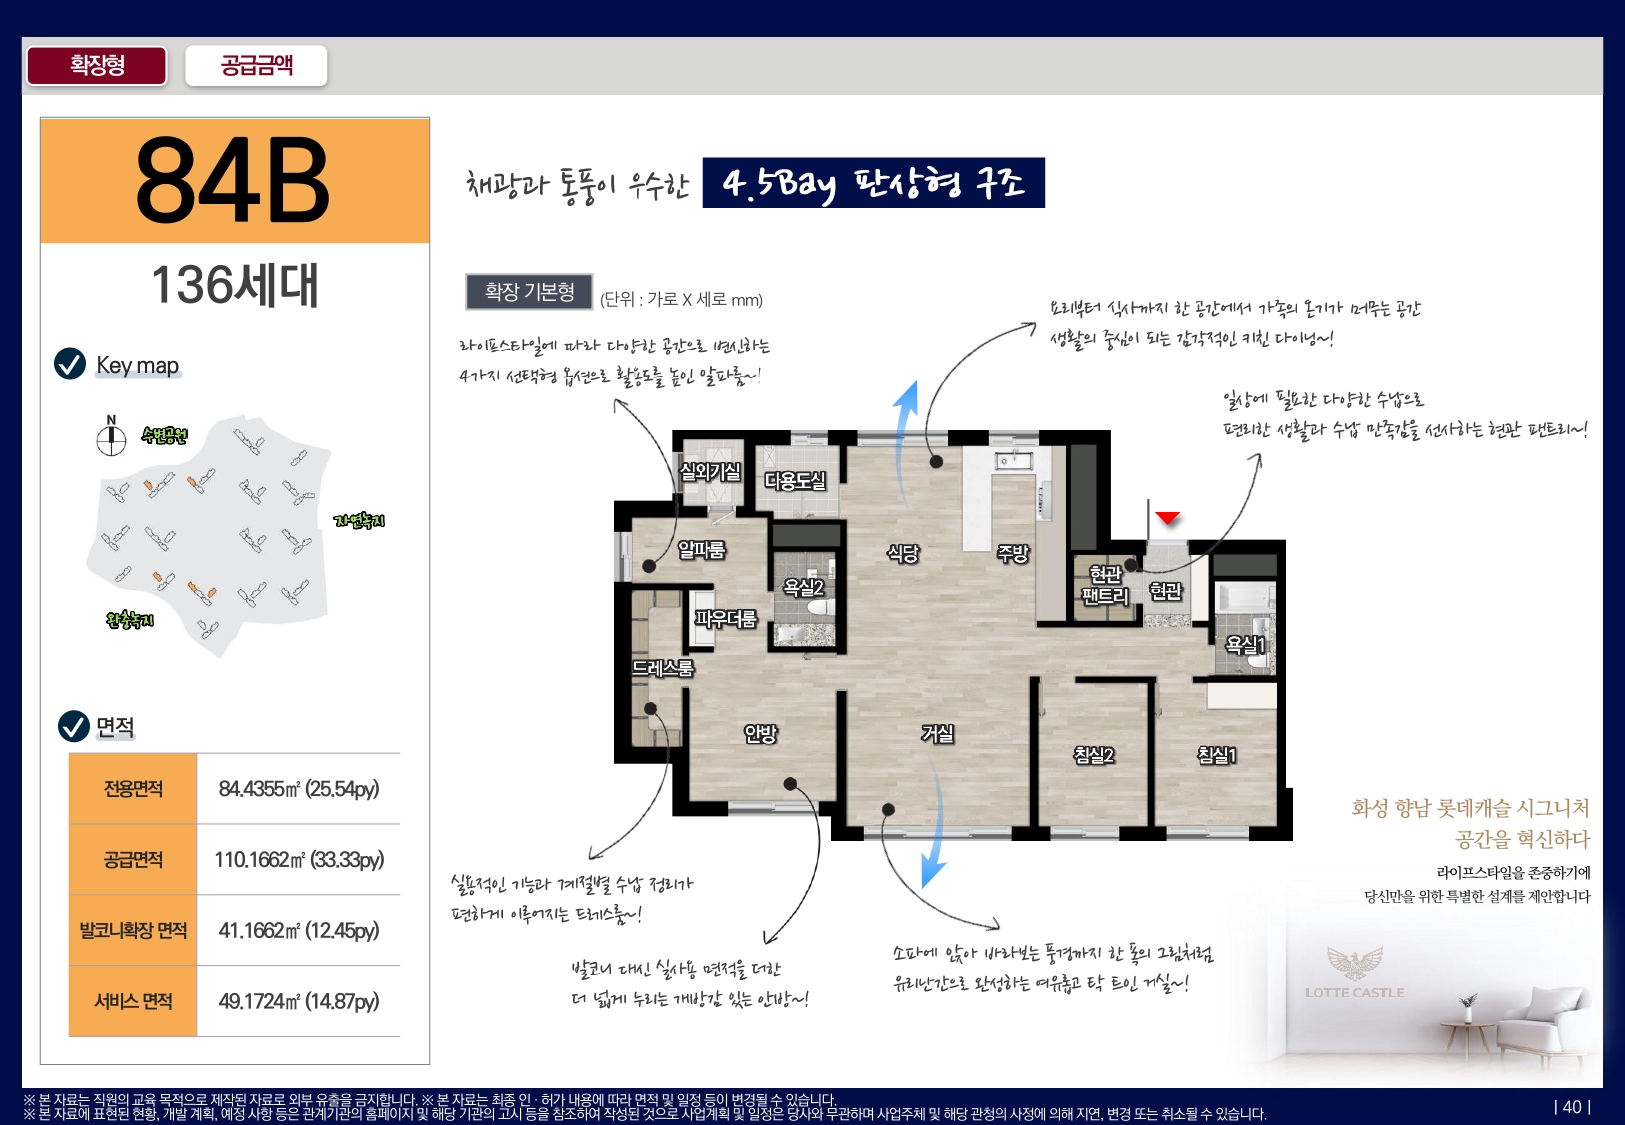 확장형
공급금액
84B
136세대
Key map
N
수변공원
자연녹지
완충녹지
면적
전용면적 84.4355㎡ (25.54py)
공급면적 110.1662㎡ (33.33py)
발코니확장 면적 41.1662㎡ (12.45py)
서비스 면적 49.1724㎡ (14.87py)
채광과 통풍이 우수한 4.5Bay 판상형 구조
확장 기본형 (단위 : 가로 X 세로 mm)
라이프스타일에 따라 다양한 공간으로 변신하는
4가지 선택형 옵션으로 활용도를 높인 알파룸~!
요리부터 식사까지 한 공간에서 가족의 온기가 머무는 공간
생활의 중심이 되는 감각적인 키친 다이닝~!
일상에 필요한 다양한 수납으로
편리한 생활과 수납 만족감을 선사하는 현관 팬트리~!
실외기실
다용도실
알파룸
욕실2
파우더룸
드레스룸
안방
식당
주방
거실
현관
팬트리
현관
욕실1
침실2
침실1
실용적인 기능과 계절별 수납 정리가
편하게 이루어지는 드레스룸~!
발코니 대신 실사용 면적을 더한
더 넓게 누리는 개방감 있는 안방~!
소파에 앉아 바라보는 풍경까지 한 폭의 그림처럼
유리난간으로 완성하는 여유롭고 탁 트인 거실~!
화성 향남 롯데캐슬 시그니처
공간을 혁신하다
라이프스타일을 존중하기에
당신만을 위한 특별한 설계를 제안합니다
LOTTE CASTLE
※ 본 자료는 직원의 교육 목적으로 제작된 자료로 외부 유출을 금지합니다. ※ 본 자료는 최종 인 · 허가 내용에 따라 면적 및 일정 등이 변경될 수 있습니다.
※ 본 자료에 표현된 현황, 개발 계획, 예정 사항 등은 관계기관의 홈페이지 및 해당 기관의 고시 등을 참조하여 작성된 것으로 사업계획 및 일정은 당사와 무관하며 사업주체 및 해당 관청의 사정에 의해 지연, 변경 또는 취소될 수 있습니다.
| 40 |